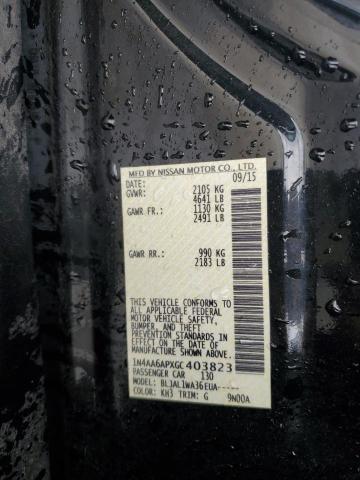 MFD BY NISSAN MOTOR CO., LTD.
DATE: 09/15
GVWR: 2105 KG
4641 LB
GAWR FR.: 1130 KG
2491 LB
GAWR RR.: 990 KG
2183 LB
THIS VEHICLE CONFORMS TO
ALL APPLICABLE FEDERAL
MOTOR VEHICLE SAFETY,
BUMPER, AND THEFT
PREVENTION STANDARDS
IN EFFECT ON THE DATE OF
MANUFACTURE SHOWN ABOVE.
1N4AA6APXGC403823
PASSENGER CAR 130
MODEL: BLJAL1WA36EUA-----
COLOR: KH3 TRIM: G 9N00A